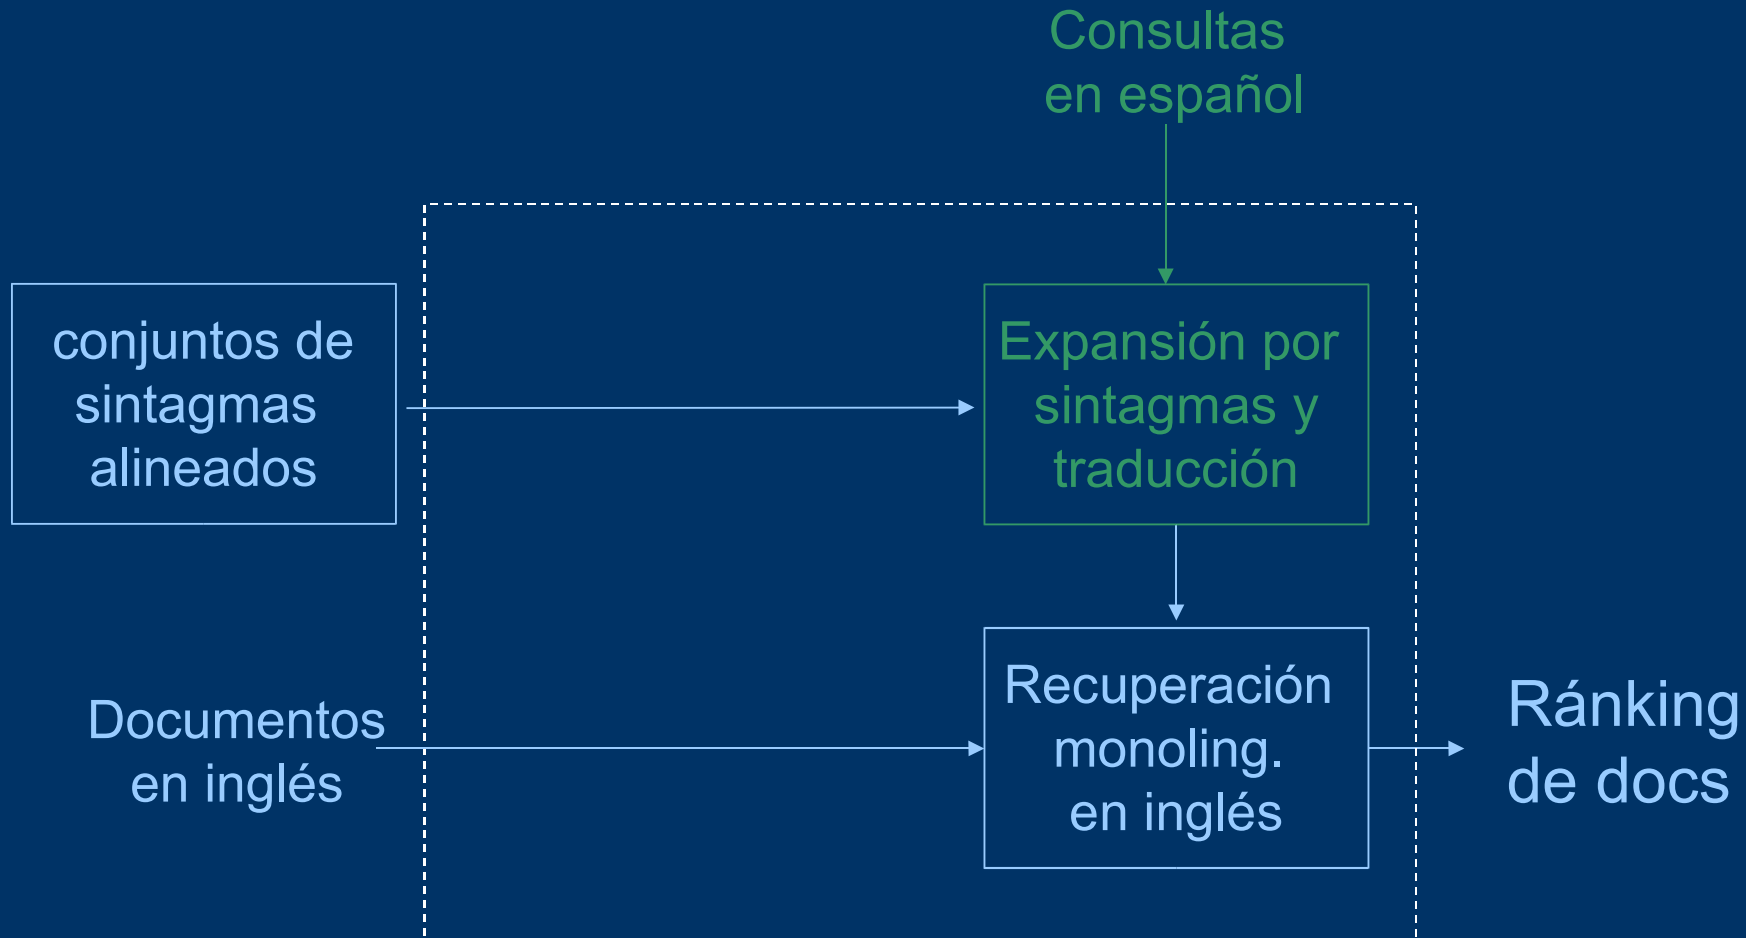 Consultas
en español
conjuntos de
sintagmas
alineados
Expansión por
sintagmas y
traducción
Documentos
en inglés
Recuperación
monoling.
en inglés
Ránking
de docs